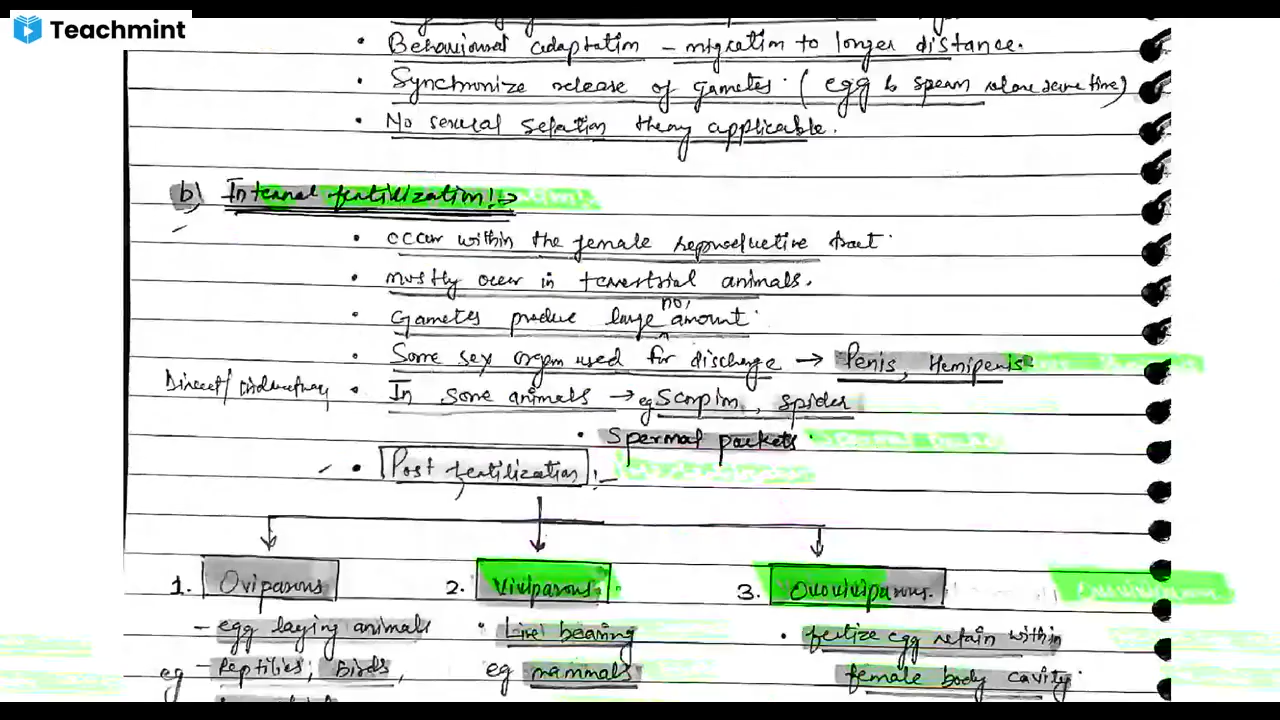 Teachmint
• Behavioural adaptation – migration to longer distance.
• Synchronize release of gametes (egg & sperm same time)
• No sexual selection theory applicable.
b) Internal fertilization!→
• occur within the female reproductive tract.
• mostly occur in terrestrial animals.
no,
• Gametes produce large amount.
• Some sex organ used for discharge → Penis, Hemipenis
Direct/ • In some animals → eg Scorpion, spider
• Spermal packets.
• Post fertilization :–
1. Oviparous 2. Viviparous 3. Ovoviviparous.
– egg laying animals • Live bearing • fertize egg retain within
eg – Reptilies, Birds, eg mammals female body cavity.